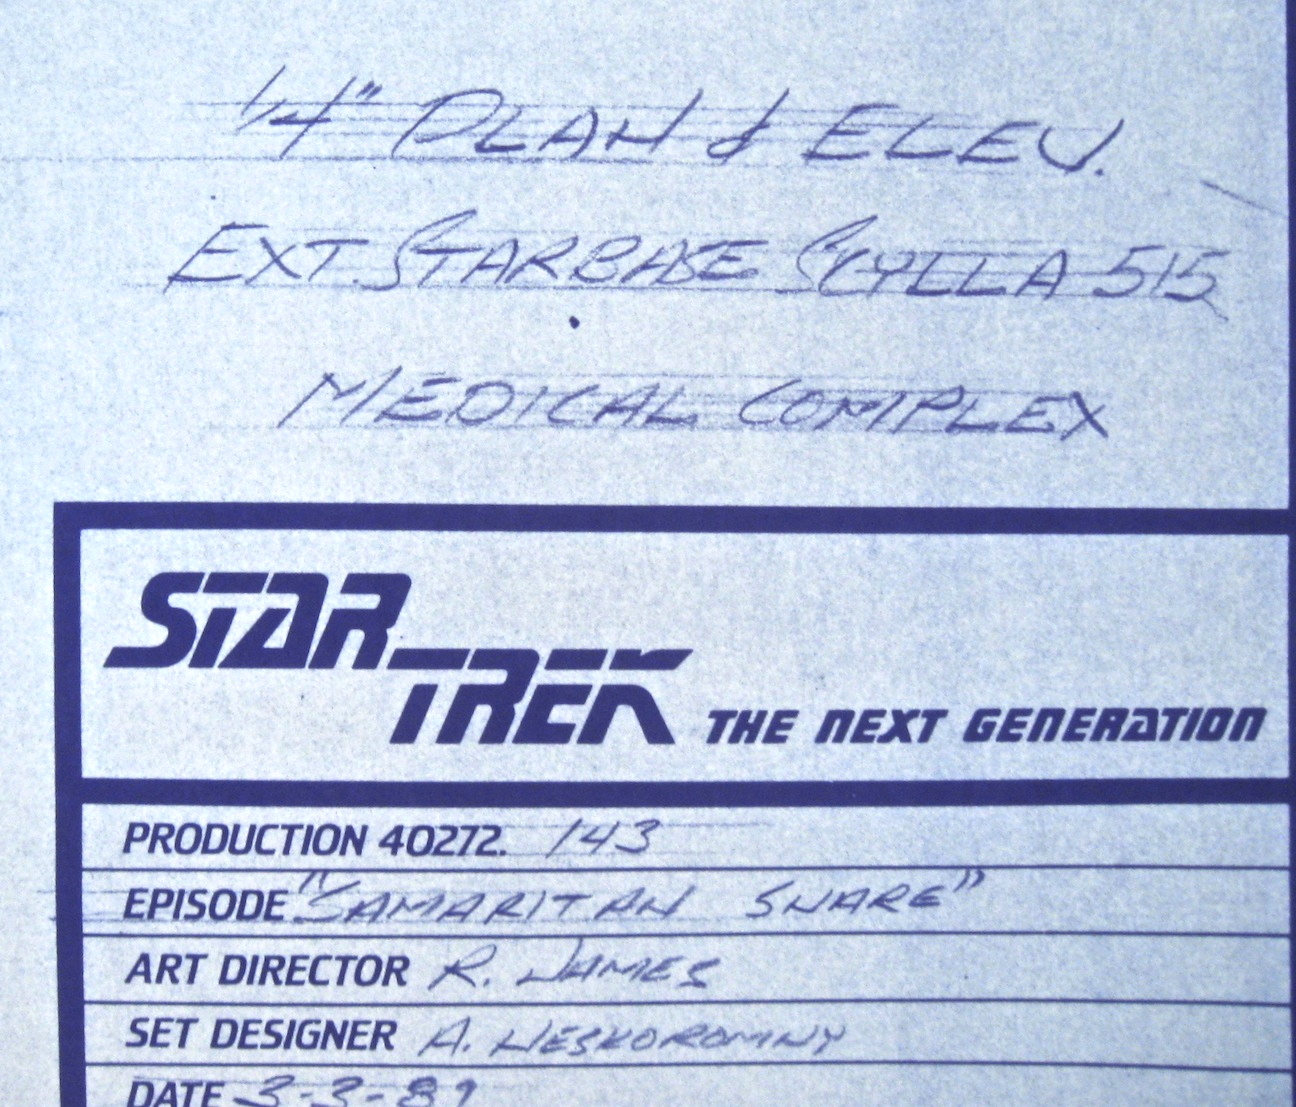 1/4" PLAN & ELEV.
EXT. STARBASE SCYLLA 515
MEDICAL COMPLEX
STAR
TREK THE NEXT GENERATION
PRODUCTION 40272. 143
EPISODE "SAMARITAN SNARE"
ART DIRECTOR R. JAMES
SET DESIGNER A. NESKOROMNY
DATE 3-3-89